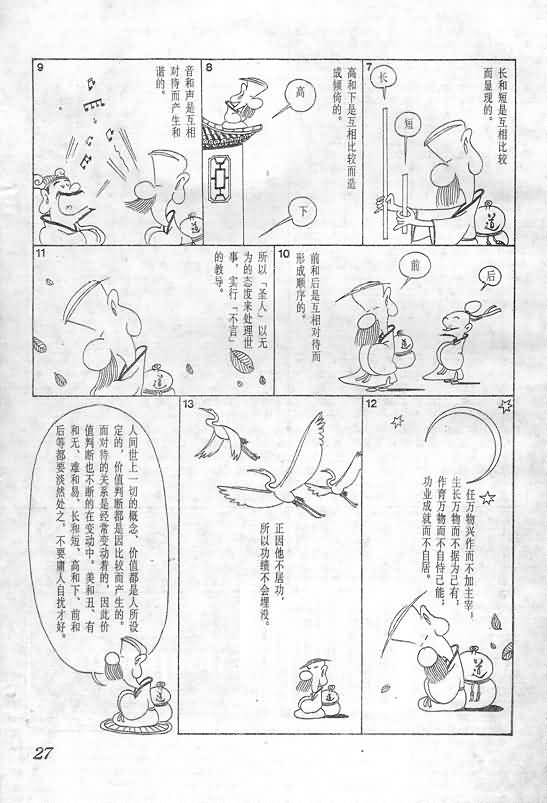 7
长和短是互相比较
而显现的。
长
短
道
8
高和下是互相比较而造
成倾倚的。
高
下
9
音和声是互相
对待而产生和
谐的。
道
10
前和后是互相对待而
形成顺序的。
前
后
11
所以「圣人」以无
为的态度来处理世
事，实行「不言」
的教导。
道
12
任万物兴作而不加主宰，
生长万物而不据为己有，
作育万物而不自恃己能，
功业成就而不自居。
道
13
正因他不居功，
所以功绩不会埋没。
道
人间世上一切的概念、价值都是人所设
定的，价值判断都是因比较而产生的。
而对待的关系是经常变动着的，因此价
值判断也不断的在变动中。美和丑、有
和无、难和易、长和短、高和下、前和
后等都要淡然处之，不要庸人自扰才好。
道
27